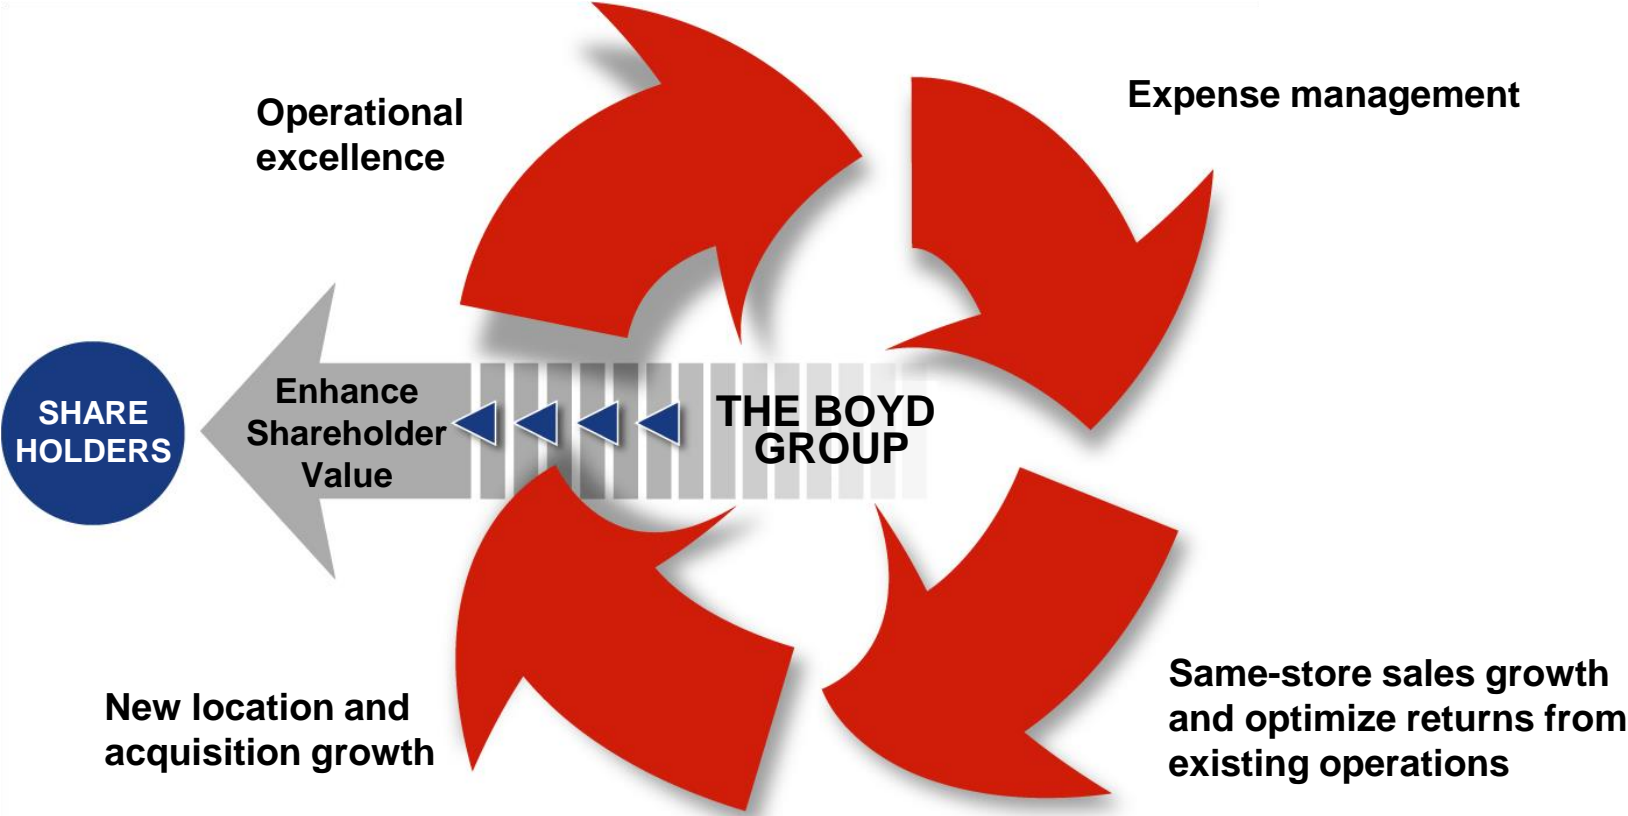 Operational
excellence
Expense management
SHARE
HOLDERS
Enhance
Shareholder
Value
THE BOYD
GROUP
New location and
acquisition growth
Same-store sales growth
and optimize returns from
existing operations